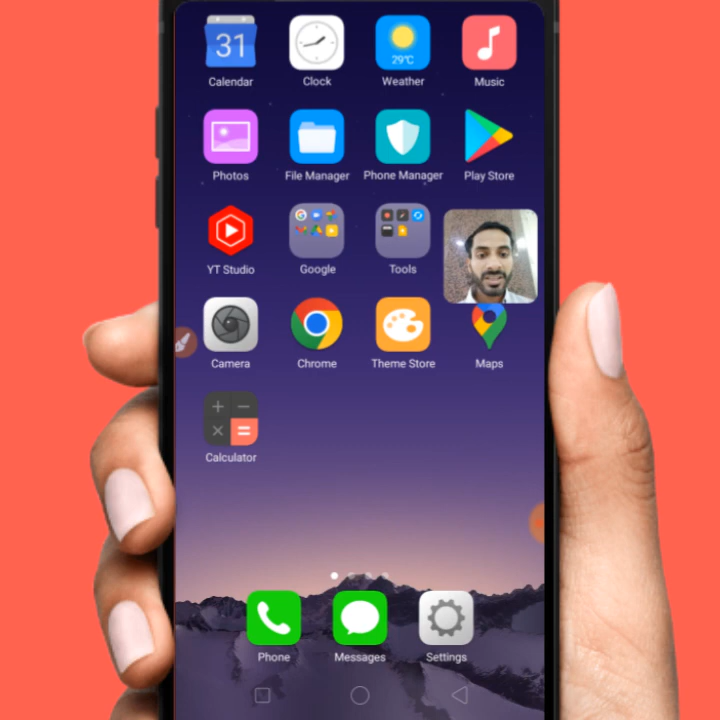 31
29°C
Calendar Clock Weather Music
Photos File Manager Phone Manager Play Store
YT Studio Google Tools
Camera Chrome Theme Store Maps
Calculator
Phone Messages Settings